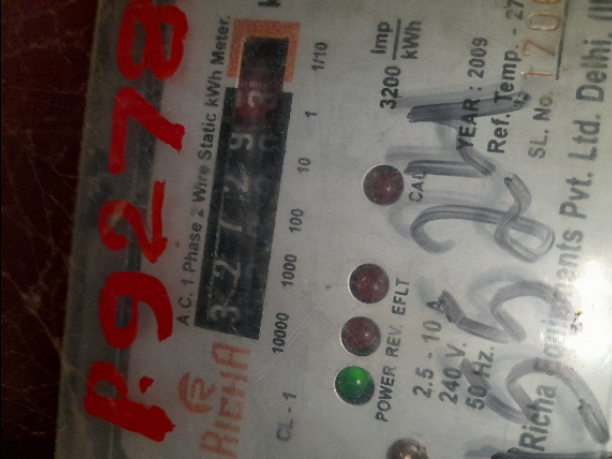 P.92278
A.C. 1 Phase 2 Wire Static kWh Meter.
32729
10000 1000 100 10 1 1/10
RICHA
CL - 1
3200 Imp
kWh
CAL
POWER REV. EFLT
YEAR : 2009
2.5 - 10 A
240 V.
Ref. Temp. - 27
50 Hz.
SL. No
Pvt. Ltd. Delhi.
Richa